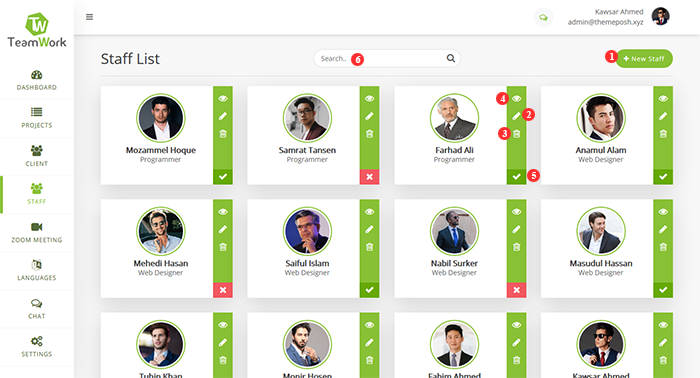 TW
TeamWork
Kawsar Ahmed
admin@themeposh.xyz
DASHBOARD
PROJECTS
CLIENT
STAFF
ZOOM MEETING
LANGUAGES
CHAT
SETTINGS
Staff List
Search..
6
1
+ New Staff
4
2
3
5
Mozammel Hoque
Programmer
Samrat Tansen
Programmer
Farhad Ali
Programmer
Anamul Alam
Web Designer
Mehedi Hasan
Web Designer
Saiful Islam
Web Designer
Nabil Surker
Web Designer
Masudul Hassan
Web Designer
Tuhin Khan
Monir Hosen
Fahim Ahmed
Kawsar Ahmed